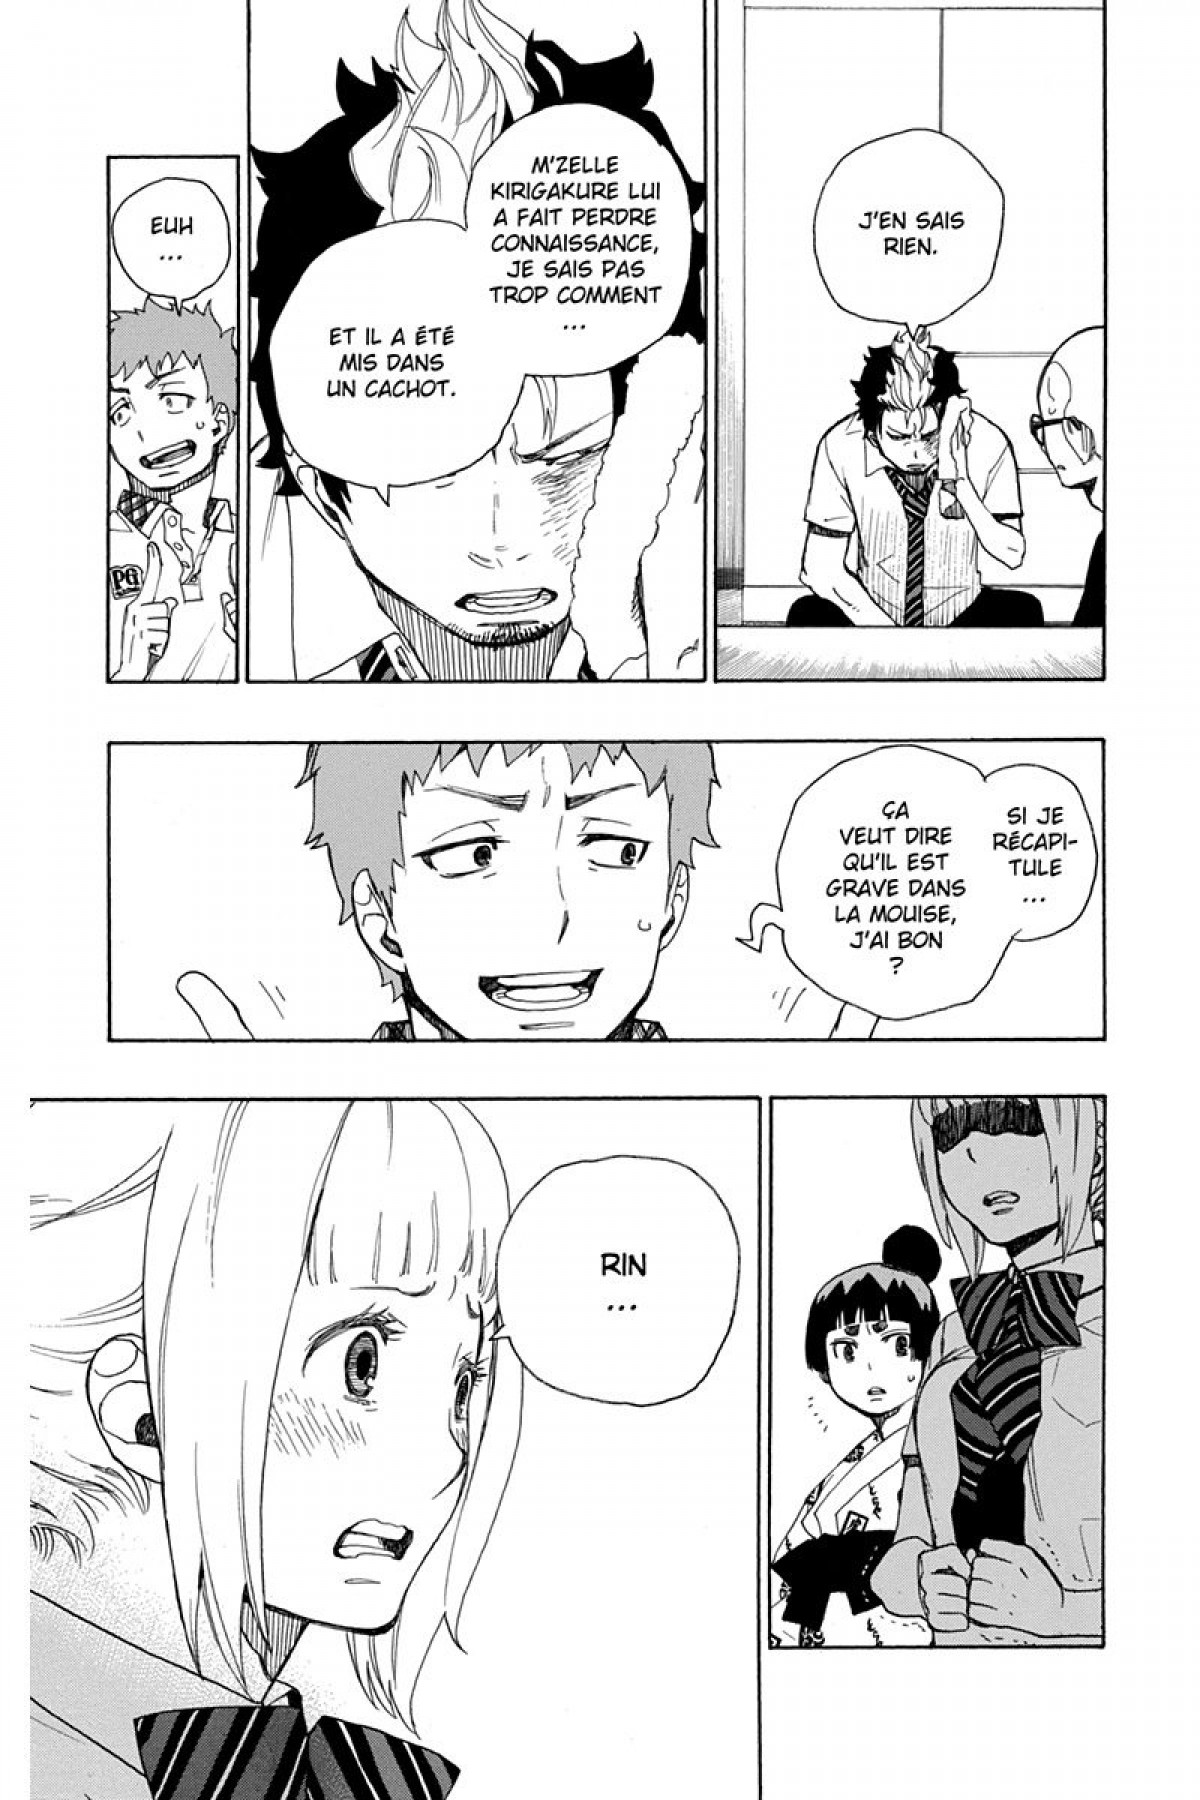 J'EN SAIS
RIEN.
M'ZELLE
KIRIGAKURE LUI
A FAIT PERDRE
CONNAISSANCE,
JE SAIS PAS
TROP COMMENT
...
ET IL A ÉTÉ
MIS DANS
UN CACHOT.
EUH
...
PG
SI JE
RÉCAPI-
TULE
...
ÇA
VEUT DIRE
QU'IL EST
GRAVE DANS
LA MOUISE,
J'AI BON
?
RIN
...